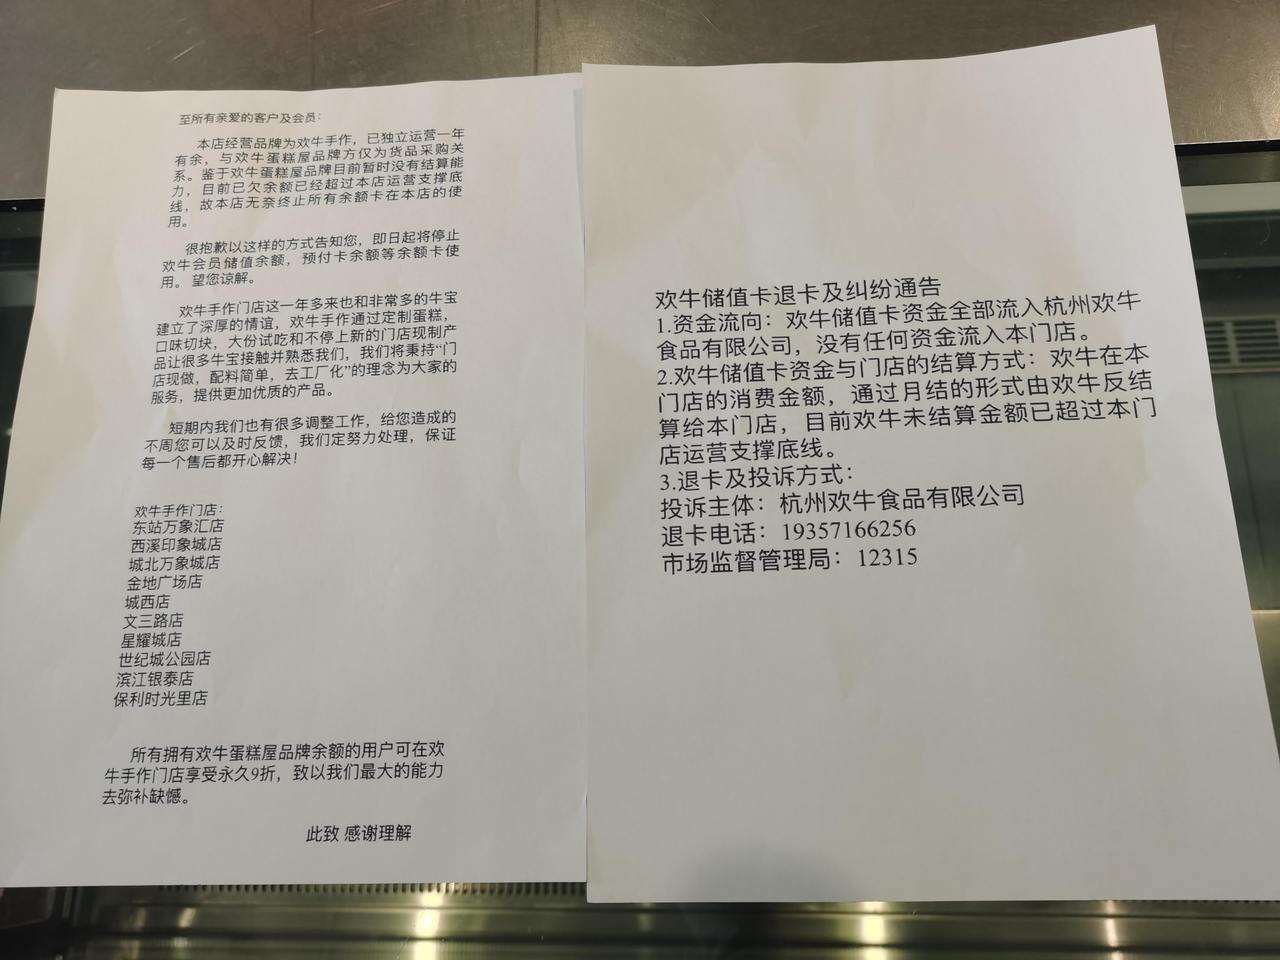 至所有亲爱的客户及会员：
本店经营品牌为欢牛手作，已独立运营一年
有余，与欢牛蛋糕屋品牌方仅为货品采购关
系。鉴于欢牛蛋糕屋品牌目前暂时没有结算能
力，目前已欠余额已经超过本店运营支撑底
线，故本店无奈终止所有余额卡在本店的使
用。
很抱歉以这样的方式告知您，即日起将停止
欢牛会员储值余额，预付卡余额等余额卡使
用。望您谅解。
欢牛手作门店这一年多来也和非常多的牛宝
建立了深厚的情谊，欢牛手作通过定制蛋糕，
口味切块，大份试吃和不停上新的门店现制产
品让很多牛宝接触并熟悉我们，我们将秉持“门
店现做，配料简单，去工厂化”的理念为大家的
服务，提供更加优质的产品。
短期内我们也有很多调整工作，给您造成的
不周您可以及时反馈，我们定努力处理，保证
每一个售后都开心解决！
欢牛手作门店：
东站万象汇店
西溪印象城店
城北万象城店
金地广场店
城西店
文三路店
星耀城店
世纪城公园店
滨江银泰店
保利时光里店
所有拥有欢牛蛋糕屋品牌余额的用户可在欢
牛手作门店享受永久9折，致以我们最大的能力
去弥补缺憾。
此致 感谢理解
欢牛储值卡退卡及纠纷通告
1.资金流向：欢牛储值卡资金全部流入杭州欢牛
食品有限公司，没有任何资金流入本门店。
2.欢牛储值卡资金与门店的结算方式：欢牛在本
门店的消费金额，通过月结的形式由欢牛反结
算给本门店，目前欢牛未结算金额已超过本门
店运营支撑底线。
3.退卡及投诉方式：
投诉主体：杭州欢牛食品有限公司
退卡电话：19357166256
市场监督管理局：12315